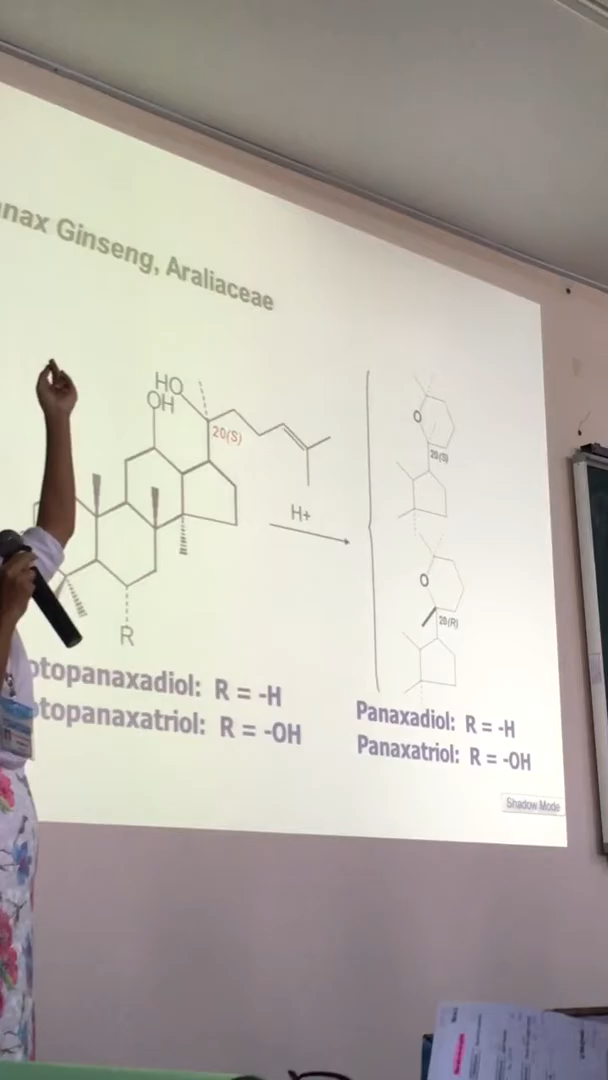 nax Ginseng, Araliaceae
HO
OH
20(S)
H+
R
O
20(S)
O
20(R)
topanaxadiol: R = -H
topanaxatriol: R = -OH
Panaxadiol: R = -H
Panaxatriol: R = -OH
Shadow Mode